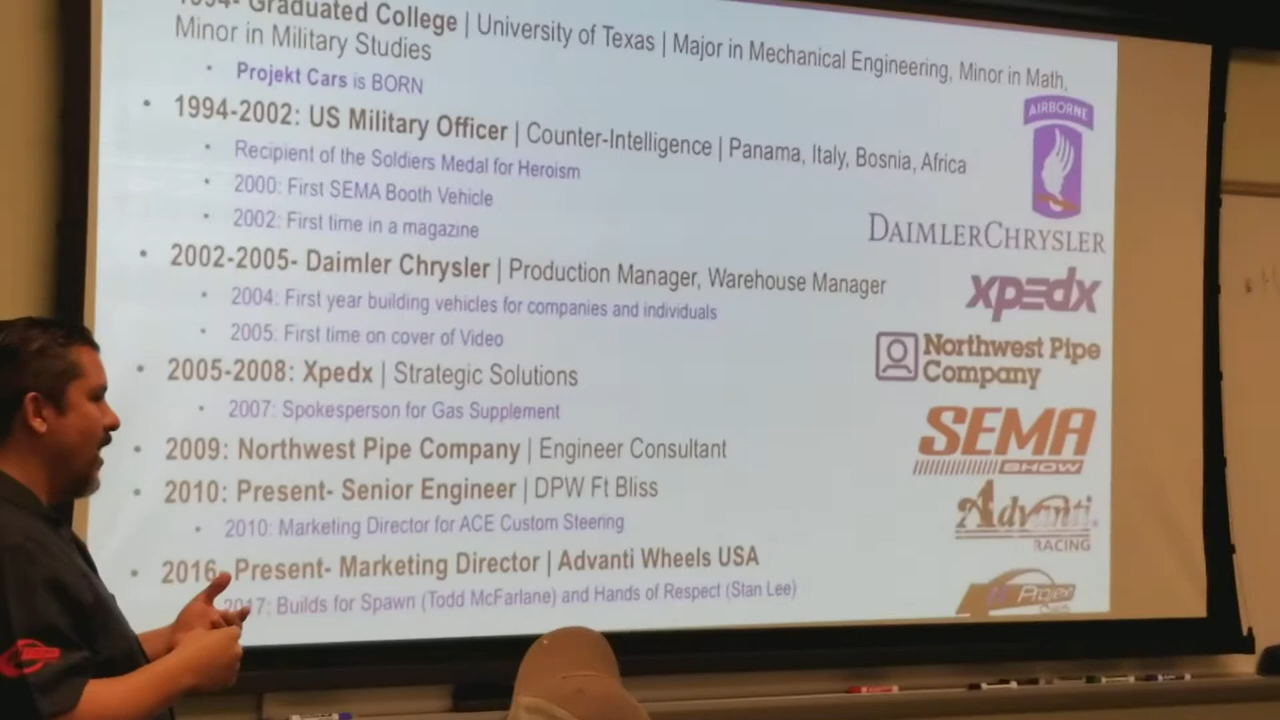 1994- Graduated College | University of Texas | Major in Mechanical Engineering, Minor in Math,
Minor in Military Studies
• Projekt Cars is BORN
• 1994-2002: US Military Officer | Counter-Intelligence | Panama, Italy, Bosnia, Africa
• Recipient of the Soldiers Medal for Heroism
• 2000: First SEMA Booth Vehicle
• 2002: First time in a magazine
• 2002-2005- Daimler Chrysler | Production Manager, Warehouse Manager
• 2004: First year building vehicles for companies and individuals
• 2005: First time on cover of Video
• 2005-2008: Xpedx | Strategic Solutions
• 2007: Spokesperson for Gas Supplement
• 2009: Northwest Pipe Company | Engineer Consultant
• 2010: Present- Senior Engineer | DPW Ft Bliss
• 2010: Marketing Director for ACE Custom Steering
• 2016- Present- Marketing Director | Advanti Wheels USA
2017: Builds for Spawn (Todd McFarlane) and Hands of Respect (Stan Lee)
AIRBORNE
DAIMLERCHRYSLER
xpedx
Northwest Pipe
Company
SEMA
SHOW
Advanti
RACING
Projekt
Cars